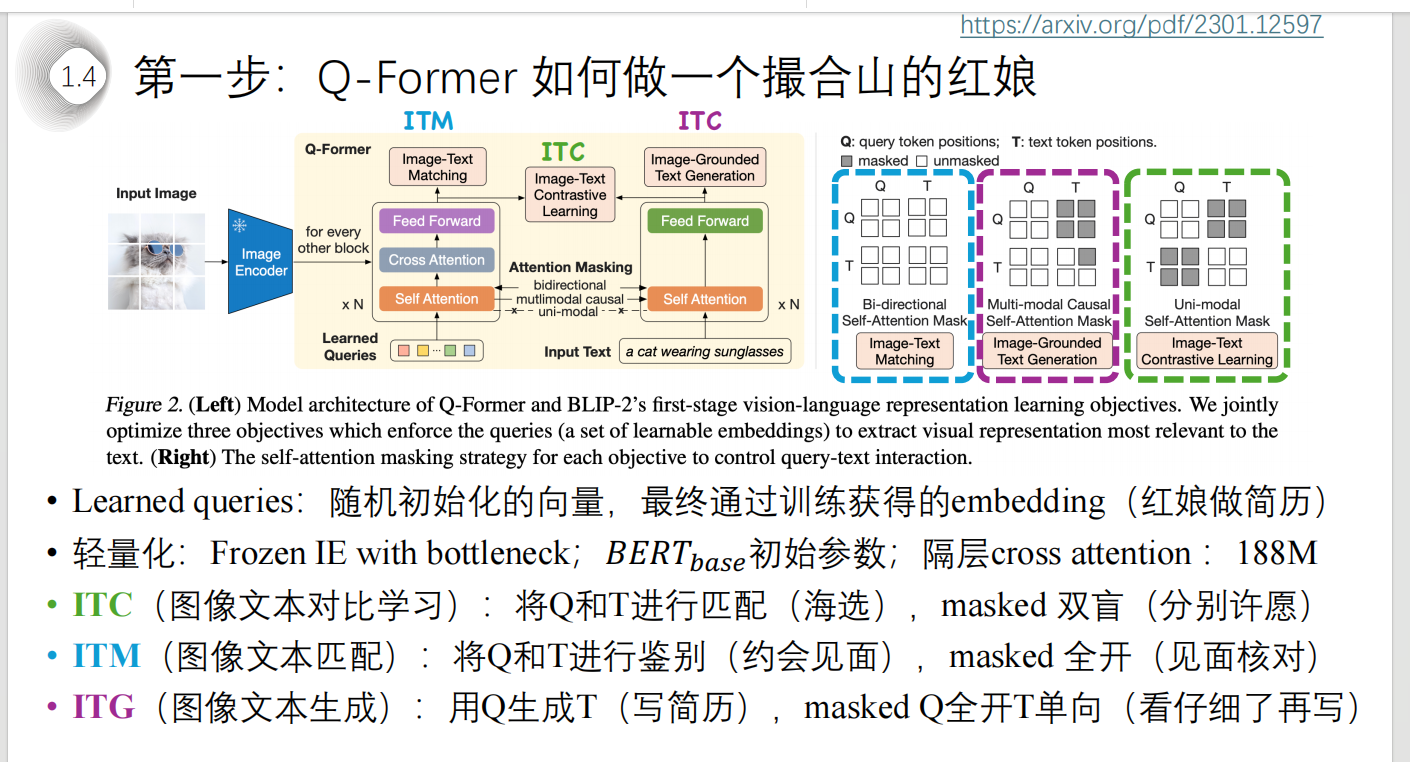 https://arxiv.org/pdf/2301.12597
1.4
第一步：Q-Former 如何做一个撮合山的红娘
ITM
ITC
ITC
Q-Former
Image-Text
Matching
Image-Text
Contrastive
Learning
Image-Grounded
Text Generation
Input Image
Image
Encoder
for every
other block
Feed Forward
Cross Attention
Self Attention
x N
Attention Masking
bidirectional
mutlimodal causal
uni-modal
Feed Forward
Self Attention
x N
Learned
Queries
...
Input Text
a cat wearing sunglasses
Q: query token positions; T: text token positions.
masked unmasked
Q T
Q
T
Bi-directional
Self-Attention Mask
Image-Text
Matching
Q T
Q
T
Multi-modal Causal
Self-Attention Mask
Image-Grounded
Text Generation
Q T
Q
T
Uni-modal
Self-Attention Mask
Image-Text
Contrastive Learning
Figure 2. (Left) Model architecture of Q-Former and BLIP-2's first-stage vision-language representation learning objectives. We jointly
optimize three objectives which enforce the queries (a set of learnable embeddings) to extract visual representation most relevant to the
text. (Right) The self-attention masking strategy for each objective to control query-text interaction.
• Learned queries：随机初始化的向量，最终通过训练获得的embedding（红娘做简历）
• 轻量化：Frozen IE with bottleneck；BERTbase初始参数；隔层cross attention：188M
• ITC（图像文本对比学习）：将Q和T进行匹配（海选），masked 双盲（分别许愿）
• ITM（图像文本匹配）：将Q和T进行鉴别（约会见面），masked 全开（见面核对）
• ITG（图像文本生成）：用Q生成T（写简历），masked Q全开T单向（看仔细了再写）